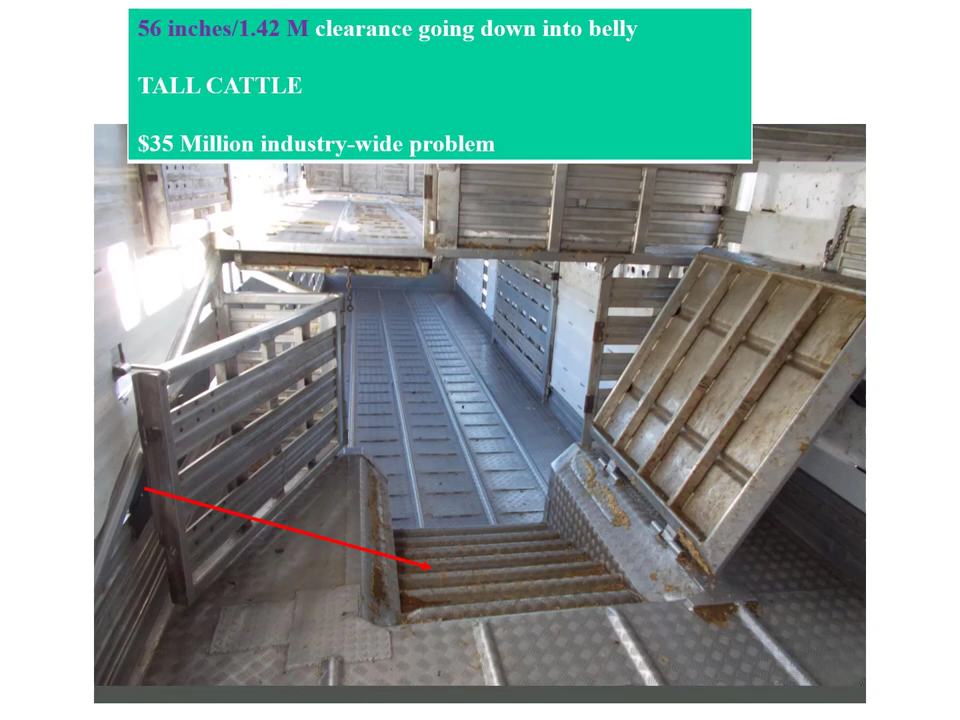 56 inches/1.42 M clearance going down into belly
TALL CATTLE
$35 Million industry-wide problem